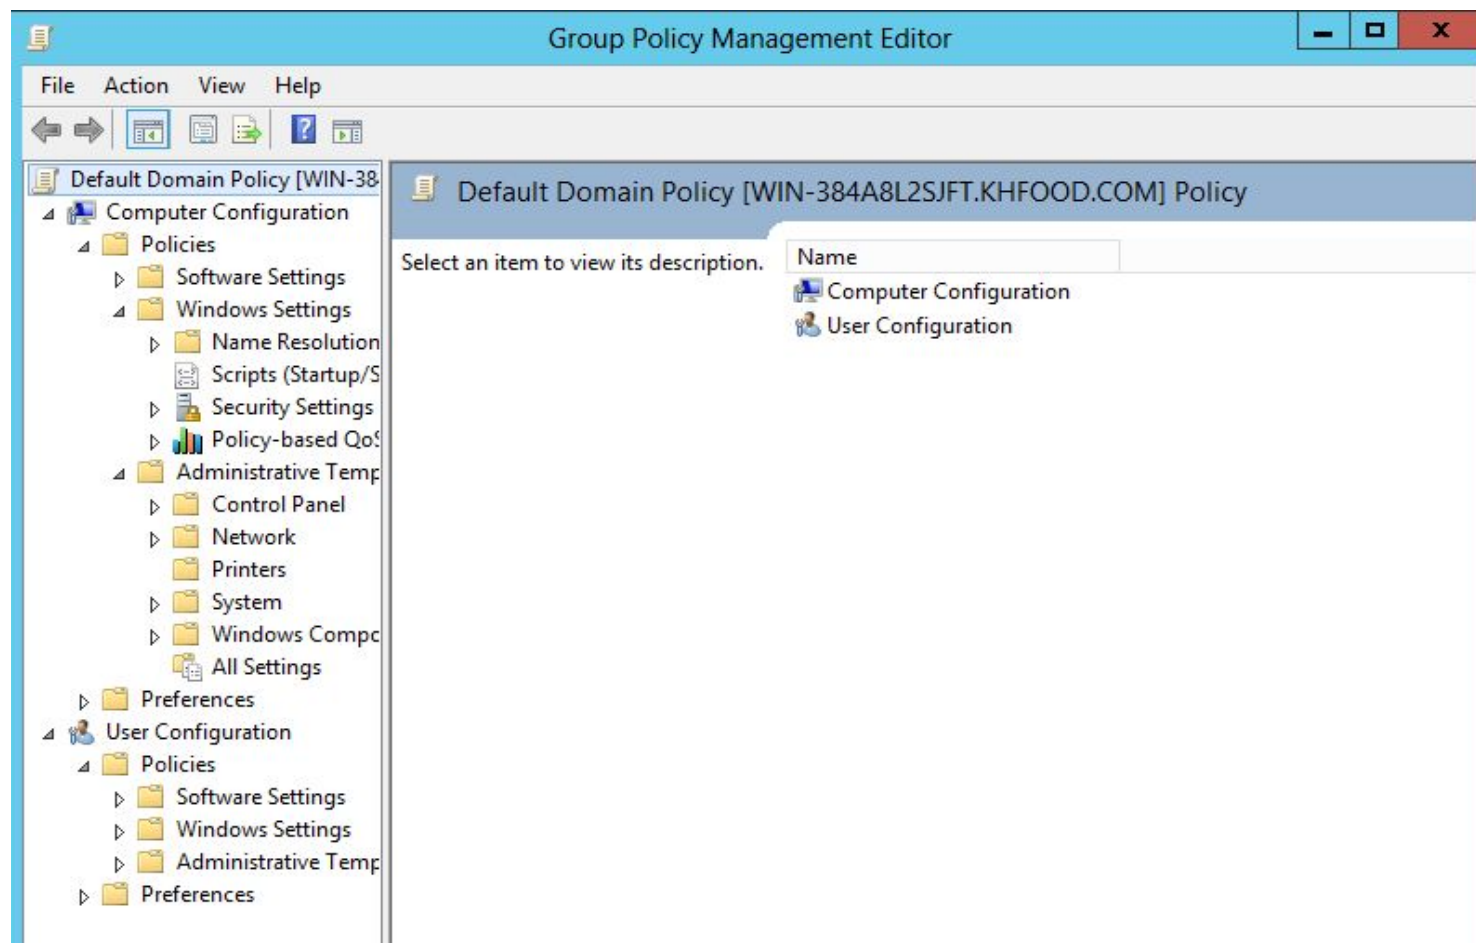 Group Policy Management Editor
x
File Action View Help
?
Default Domain Policy [WIN-38
Computer Configuration
Policies
Software Settings
Windows Settings
Name Resolution
Scripts (Startup/S
Security Settings
Policy-based QoS
Administrative Temp
Control Panel
Network
Printers
System
Windows Compo
All Settings
Preferences
User Configuration
Policies
Software Settings
Windows Settings
Administrative Temp
Preferences
Default Domain Policy [WIN-384A8L2SJFT.KHFOOD.COM] Policy
Select an item to view its description.
Name
Computer Configuration
User Configuration